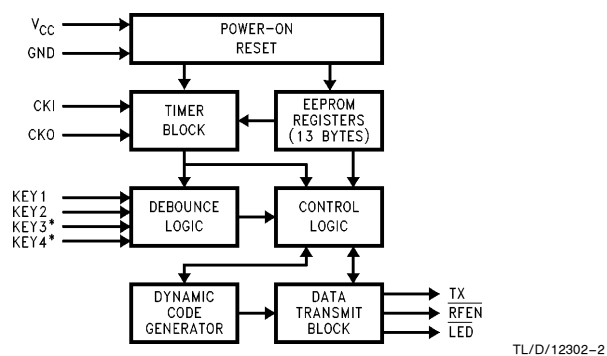 VCC
GND
POWER-ON
RESET
CKI
CKO
TIMER
BLOCK
EEPROM
REGISTERS
(13 BYTES)
KEY1
KEY2
KEY3*
KEY4*
DEBOUNCE
LOGIC
CONTROL
LOGIC
DYNAMIC
CODE
GENERATOR
DATA
TRANSMIT
BLOCK
TX
RFEN
LED
TL/D/12302-2